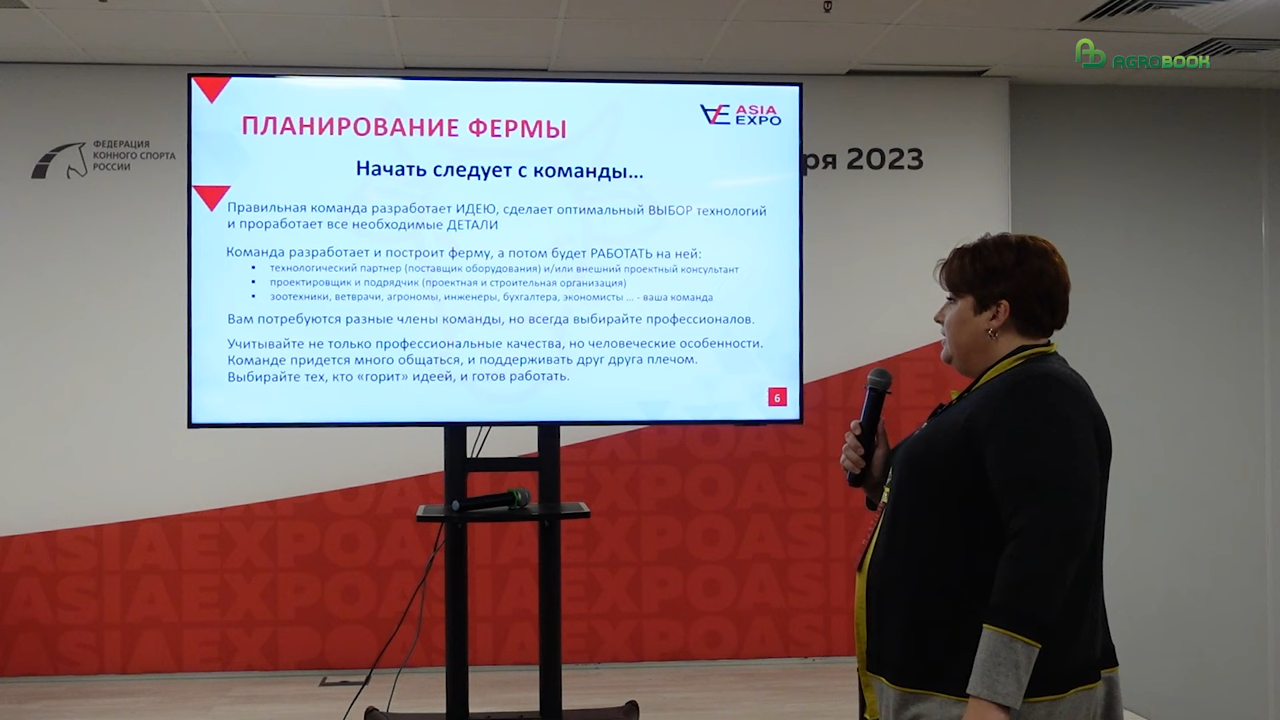 AGROBOOK
ПЛАНИРОВАНИЕ ФЕРМЫ
ASIA
EXPO
Начать следует с команды...
Правильная команда разработает ИДЕЮ, сделает оптимальный ВЫБОР технологий
и проработает все необходимые ДЕТАЛИ
Команда разработает и построит ферму, а потом будет РАБОТАТЬ на ней:
▪ технологический партнер (поставщик оборудования) и/или внешний проектный консультант
▪ проектировщик и подрядчик (проектная и строительная организация)
▪ зоотехники, ветврачи, агрономы, инженеры, бухгалтера, экономисты ... - ваша команда
Вам потребуются разные члены команды, но всегда выбирайте профессионалов.
Учитывайте не только профессиональные качества, но человеческие особенности.
Команде придется много общаться, и поддерживать друг друга плечом.
Выбирайте тех, кто «горит» идеей, и готов работать.
6
ФЕДЕРАЦИЯ
КОННОГО СПОРТА
РОССИИ
ря 2023
ASIAEXPOASIAEXPOASIA
ASIAEXPOASIAEXPOASIA
ASIAEXPOASIAEXPOASIA